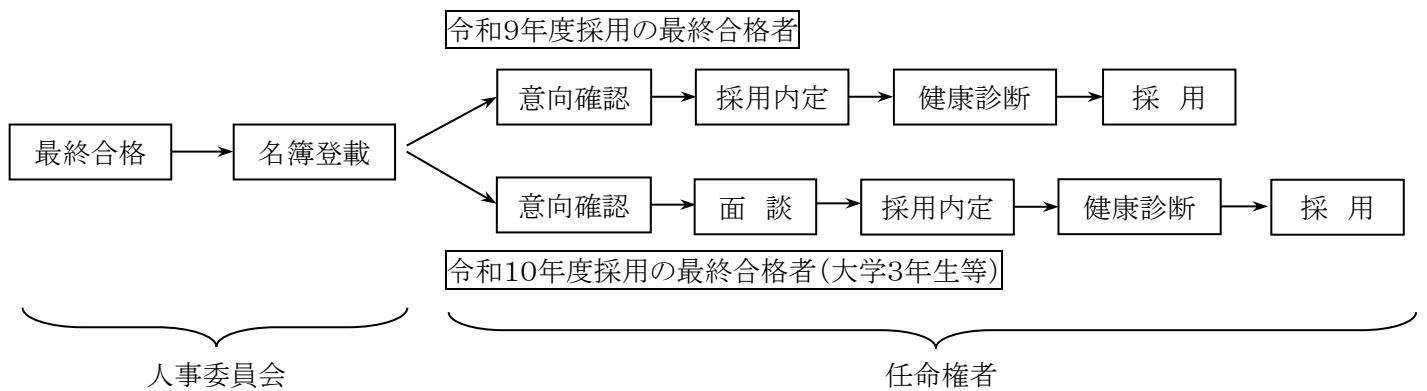 令和9年度採用の最終合格者
意向確認 採用内定 健康診断 採 用
最終合格 名簿登載
意向確認 面 談 採用内定 健康診断 採 用
令和10年度採用の最終合格者(大学3年生等)
人事委員会 任命権者